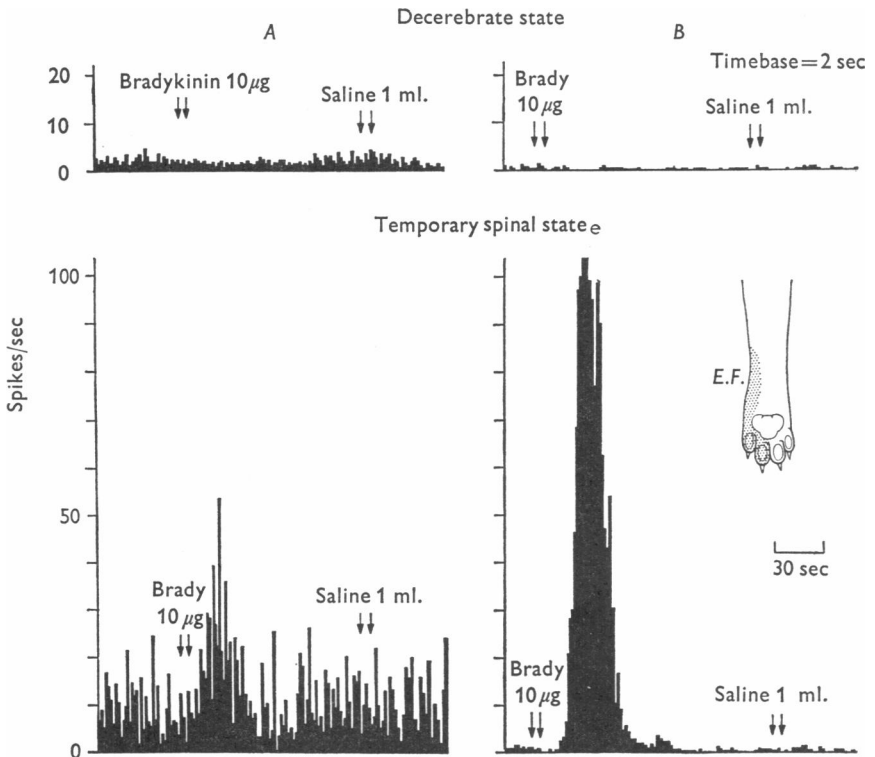 Decerebrate state
A
B
Timebase=2 sec
20
10
0
Bradykinin 10 μg
Saline 1 ml.
Brady
10 μg
Saline 1 ml.
Temporary spinal state e
Spikes/sec
100
50
0
Brady
10 μg
Saline 1 ml.
Brady
10 μg
Saline 1 ml.
E.F.
30 sec